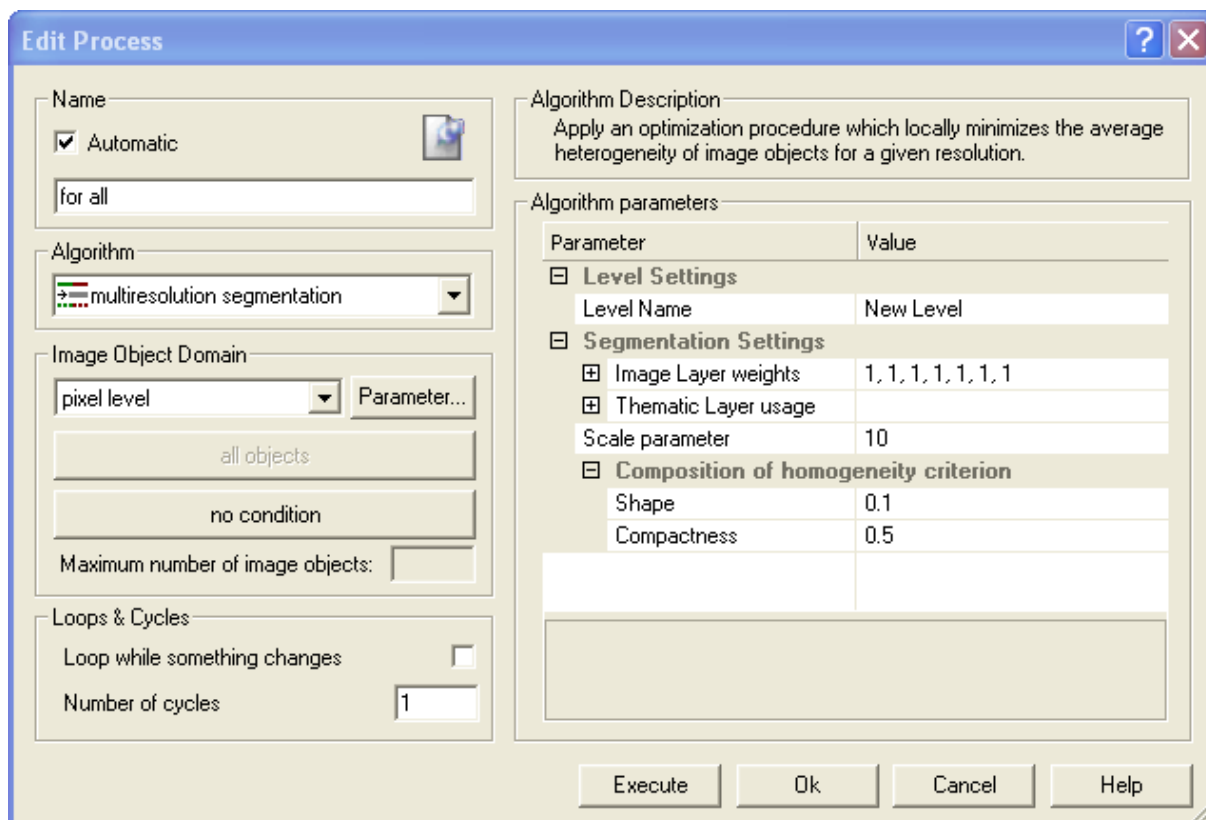 Edit Process
Name
Automatic
for all
Algorithm
multiresolution segmentation
Image Object Domain
pixel level
Parameter...
all objects
no condition
Maximum number of image objects:
Loops & Cycles
Loop while something changes
Number of cycles
1
Algorithm Description
Apply an optimization procedure which locally minimizes the average
heterogeneity of image objects for a given resolution.
Algorithm parameters
Parameter Value
Level Settings
Level Name New Level
Segmentation Settings
Image Layer weights 1, 1, 1, 1, 1, 1, 1
Thematic Layer usage
Scale parameter 10
Composition of homogeneity criterion
Shape 0.1
Compactness 0.5
Execute Ok Cancel Help